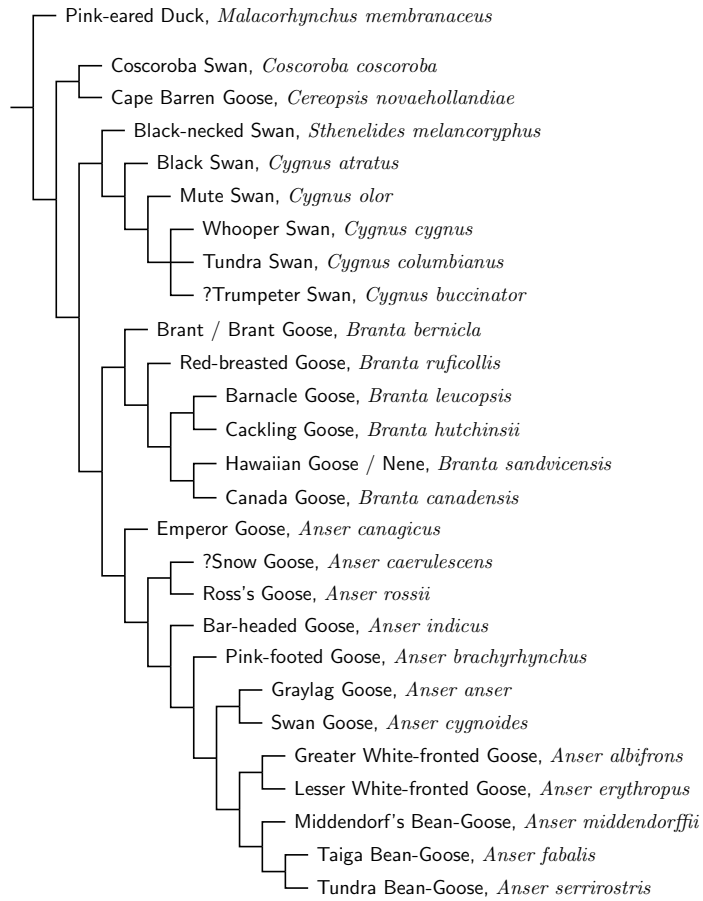 Pink-eared Duck, Malacorhynchus membranaceus
Coscoroba Swan, Coscoroba coscoroba
Cape Barren Goose, Cereopsis novaehollandiae
Black-necked Swan, Sthenelides melancoryphus
Black Swan, Cygnus atratus
Mute Swan, Cygnus olor
Whooper Swan, Cygnus cygnus
Tundra Swan, Cygnus columbianus
?Trumpeter Swan, Cygnus buccinator
Brant / Brant Goose, Branta bernicla
Red-breasted Goose, Branta ruficollis
Barnacle Goose, Branta leucopsis
Cackling Goose, Branta hutchinsii
Hawaiian Goose / Nene, Branta sandvicensis
Canada Goose, Branta canadensis
Emperor Goose, Anser canagicus
?Snow Goose, Anser caerulescens
Ross's Goose, Anser rossii
Bar-headed Goose, Anser indicus
Pink-footed Goose, Anser brachyrhynchus
Graylag Goose, Anser anser
Swan Goose, Anser cygnoides
Greater White-fronted Goose, Anser albifrons
Lesser White-fronted Goose, Anser erythropus
Middendorf's Bean-Goose, Anser middendorffii
Taiga Bean-Goose, Anser fabalis
Tundra Bean-Goose, Anser serrirostris